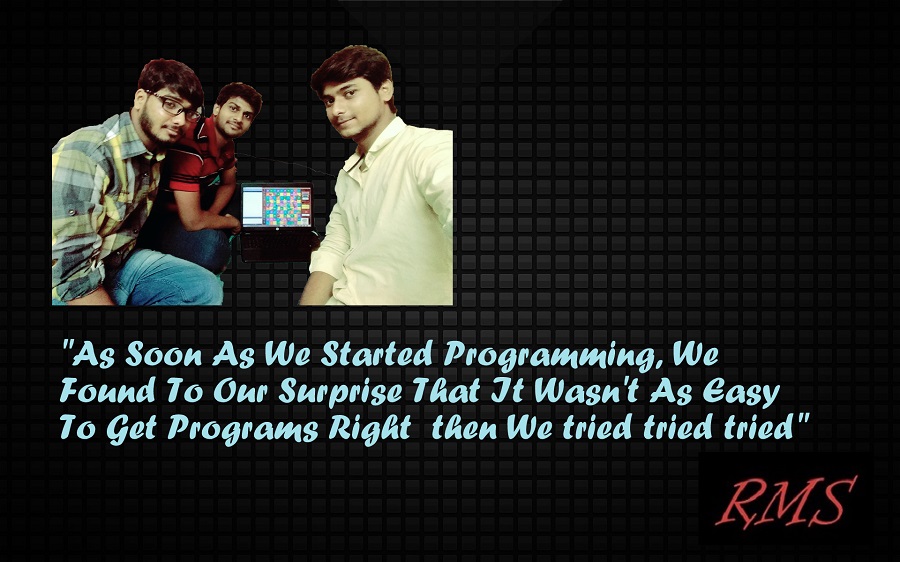 "As Soon As We Started Programming, We
Found To Our Surprise That It Wasn't As Easy
To Get Programs Right then We tried tried tried"
RMS